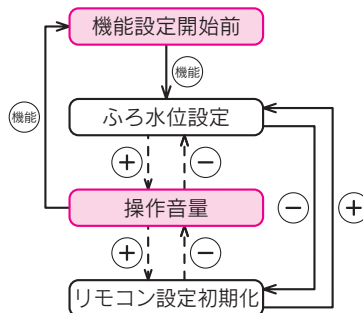 機能設定開始前
機能
機能
ふろ水位設定
+ −
− +
操作音量
+ −
リモコン設定初期化